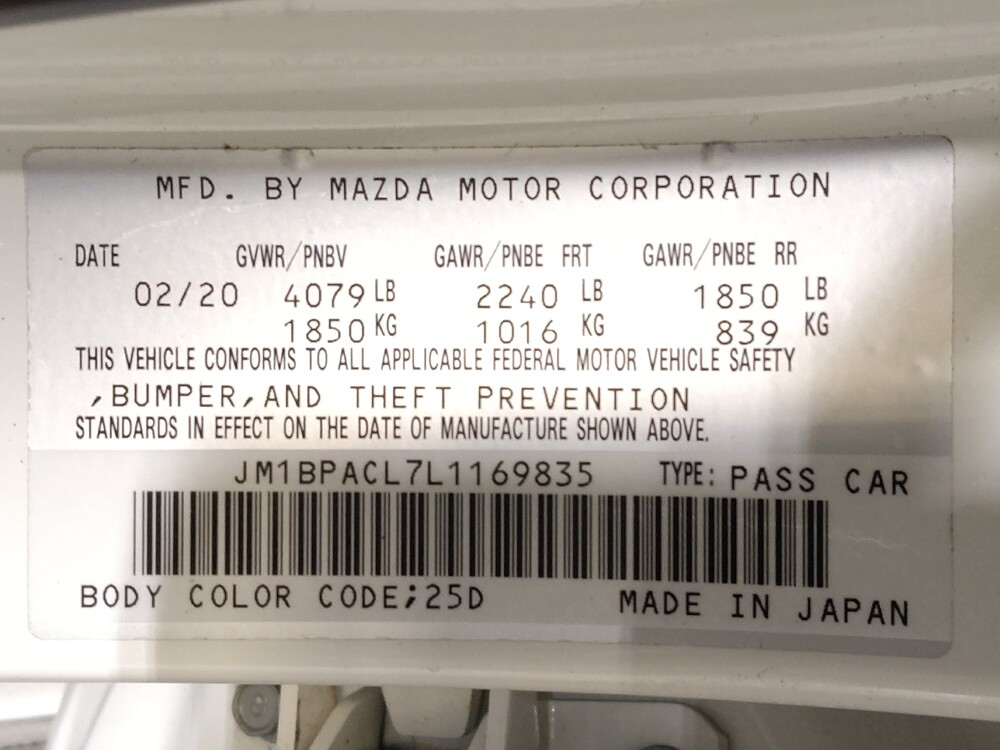 MFD. BY MAZDA MOTOR CORPORATION
DATE GVWR/PNBV GAWR/PNBE FRT GAWR/PNBE RR
02/20 4079 LB 2240 LB 1850 LB
1850 KG 1016 KG 839 KG
THIS VEHICLE CONFORMS TO ALL APPLICABLE FEDERAL MOTOR VEHICLE SAFETY
,BUMPER,AND THEFT PREVENTION
STANDARDS IN EFFECT ON THE DATE OF MANUFACTURE SHOWN ABOVE.
JM1BPACL7L1169835 TYPE: PASS CAR
BODY COLOR CODE;25D MADE IN JAPAN